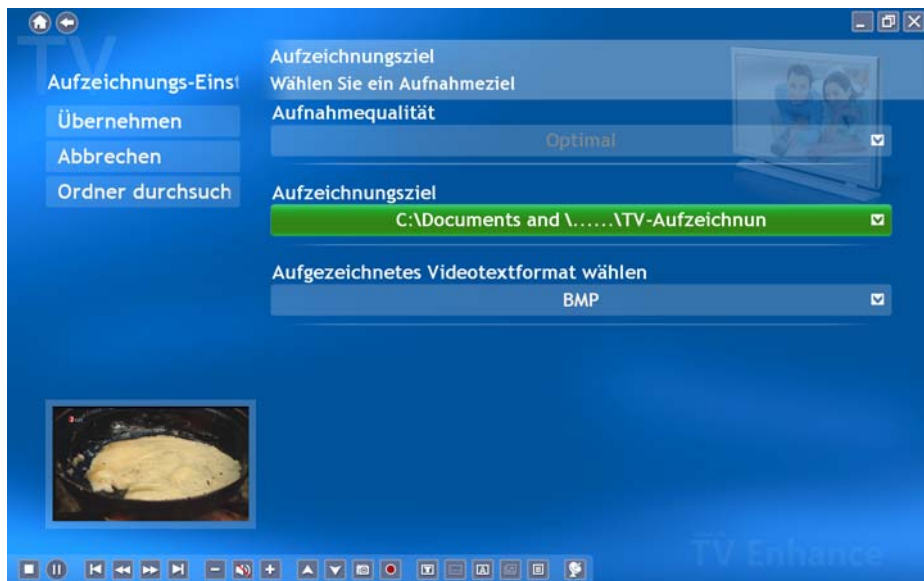 TV
Aufzeichnungs-Einst
Übernehmen
Abbrechen
Ordner durchsuch
Aufzeichnungsziel
Wählen Sie ein Aufnahmeziel
Aufnahmequalität
Optimal
Aufzeichnungsziel
C:\Documents and \......\TV-Aufzeichnun
Aufgezeichnetes Videotextformat wählen
BMP
TV Enhance